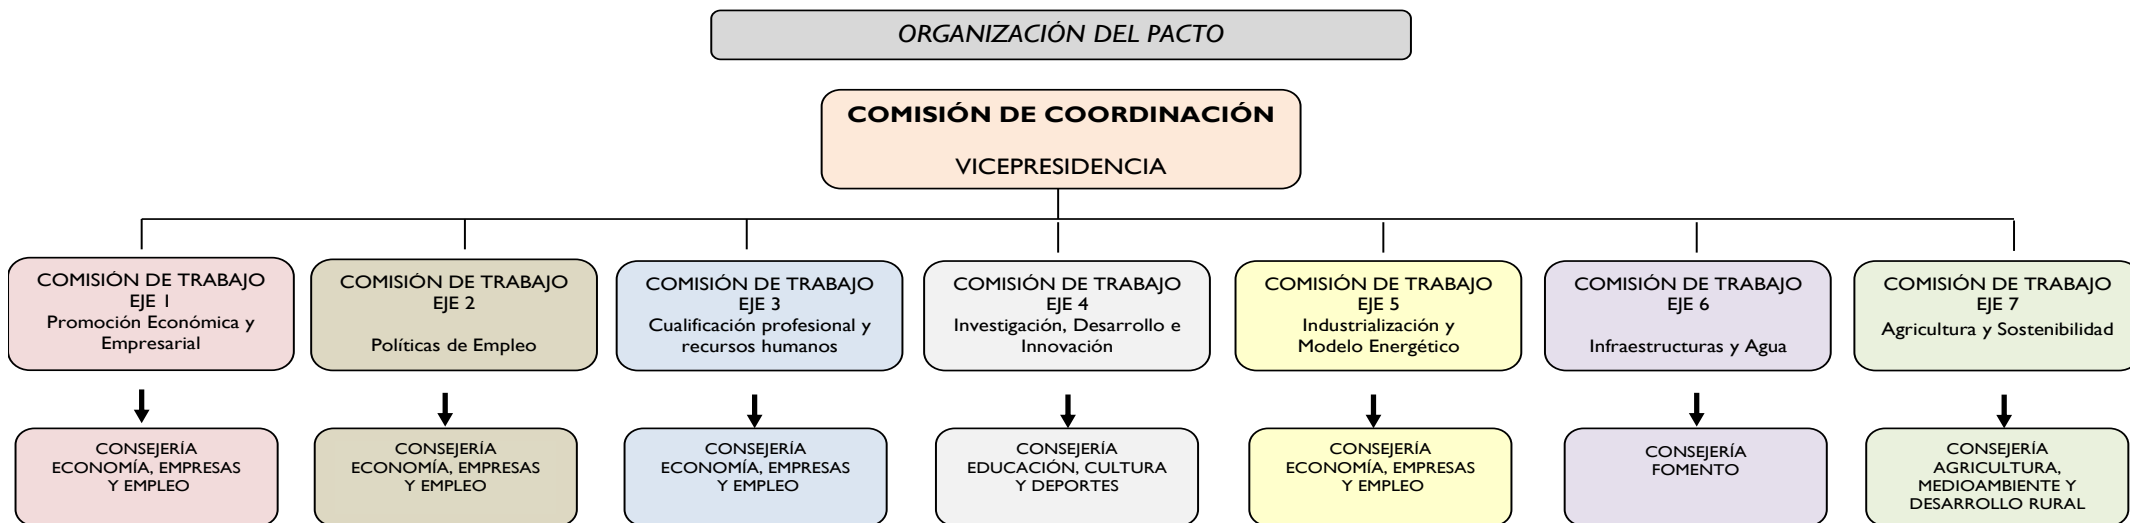 ORGANIZACIÓN DEL PACTO
COMISIÓN DE COORDINACIÓN
VICEPRESIDENCIA
COMISIÓN DE TRABAJO
EJE 1
Promoción Económica y
Empresarial
COMISIÓN DE TRABAJO
EJE 2
Políticas de Empleo
COMISIÓN DE TRABAJO
EJE 3
Cualificación profesional y
recursos humanos
COMISIÓN DE TRABAJO
EJE 4
Investigación, Desarrollo e
Innovación
COMISIÓN DE TRABAJO
EJE 5
Industrialización y
Modelo Energético
COMISIÓN DE TRABAJO
EJE 6
Infraestructuras y Agua
COMISIÓN DE TRABAJO
EJE 7
Agricultura y Sostenibilidad
CONSEJERÍA
ECONOMÍA, EMPRESAS
Y EMPLEO
CONSEJERÍA
ECONOMÍA, EMPRESAS
Y EMPLEO
CONSEJERÍA
ECONOMÍA, EMPRESAS
Y EMPLEO
CONSEJERÍA
EDUCACIÓN, CULTURA
Y DEPORTES
CONSEJERÍA
ECONOMÍA, EMPRESAS
Y EMPLEO
CONSEJERÍA
FOMENTO
CONSEJERÍA
AGRICULTURA,
MEDIOAMBIENTE Y
DESARROLLO RURAL